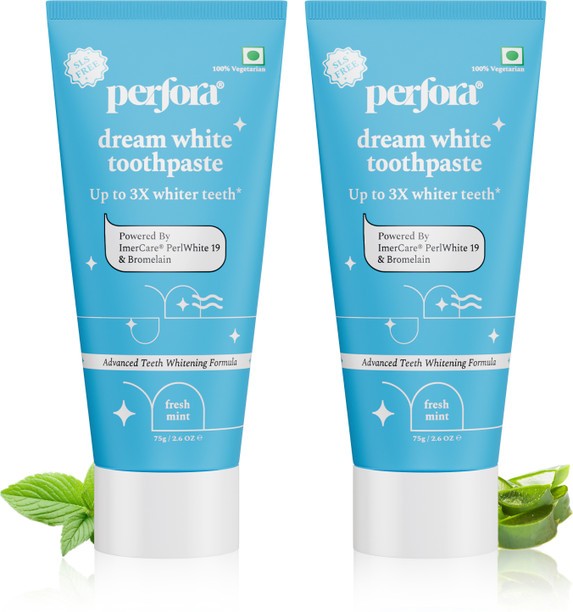 SLS
FREE
100% Vegetarian
perfora®
dream white
toothpaste
Up to 3X whiter teeth*
Powered By
ImerCare® PerlWhite 19
& Bromelain
Advanced Teeth Whitening Formula
fresh
mint
75g / 2.6 OZ ℮
SLS
FREE
100% Vegetarian
perfora®
dream white
toothpaste
Up to 3X whiter teeth*
Powered By
ImerCare® PerlWhite 19
& Bromelain
Advanced Teeth Whitening Formula
fresh
mint
75g / 2.6 OZ ℮